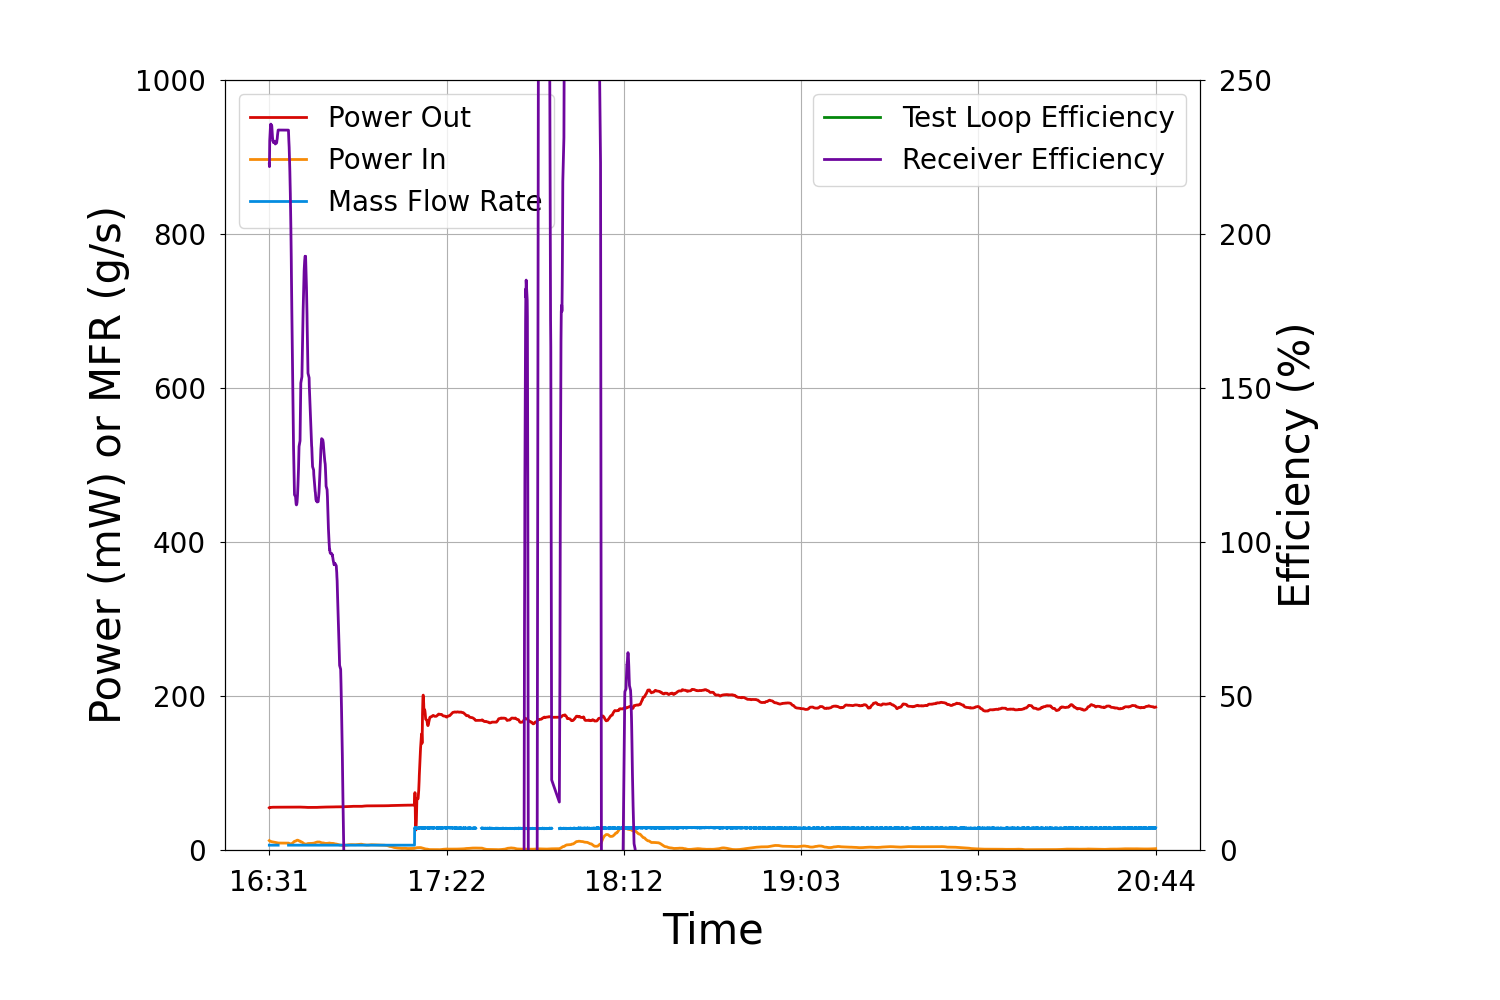 1000
800
600
400
200
0
Power (mW) or MFR (g/s)
Power Out
Power In
Mass Flow Rate
Test Loop Efficiency
Receiver Efficiency
250
200
150
100
50
0
Efficiency (%)
16:31 17:22 18:12 19:03 19:53 20:44
Time